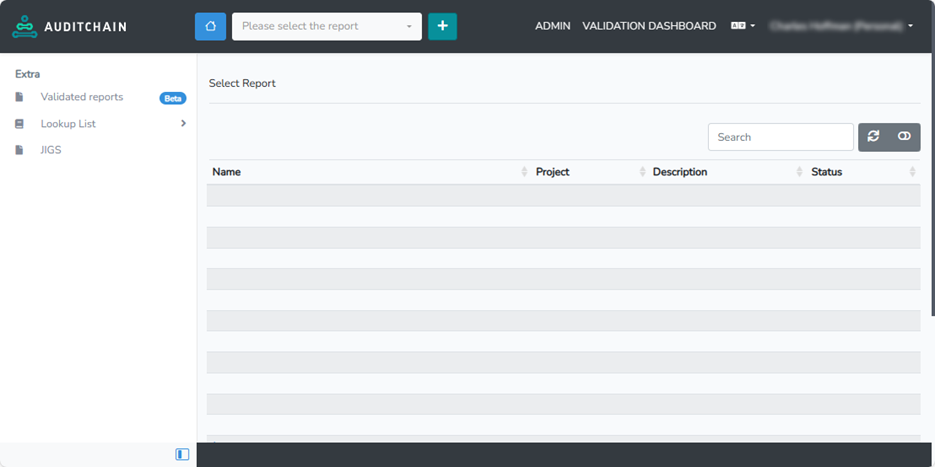 AUDITCHAIN
Please select the report
ADMIN VALIDATION DASHBOARD
Extra
Validated reports Beta
Lookup List
JIGS
Select Report
Search
Name Project Description Status